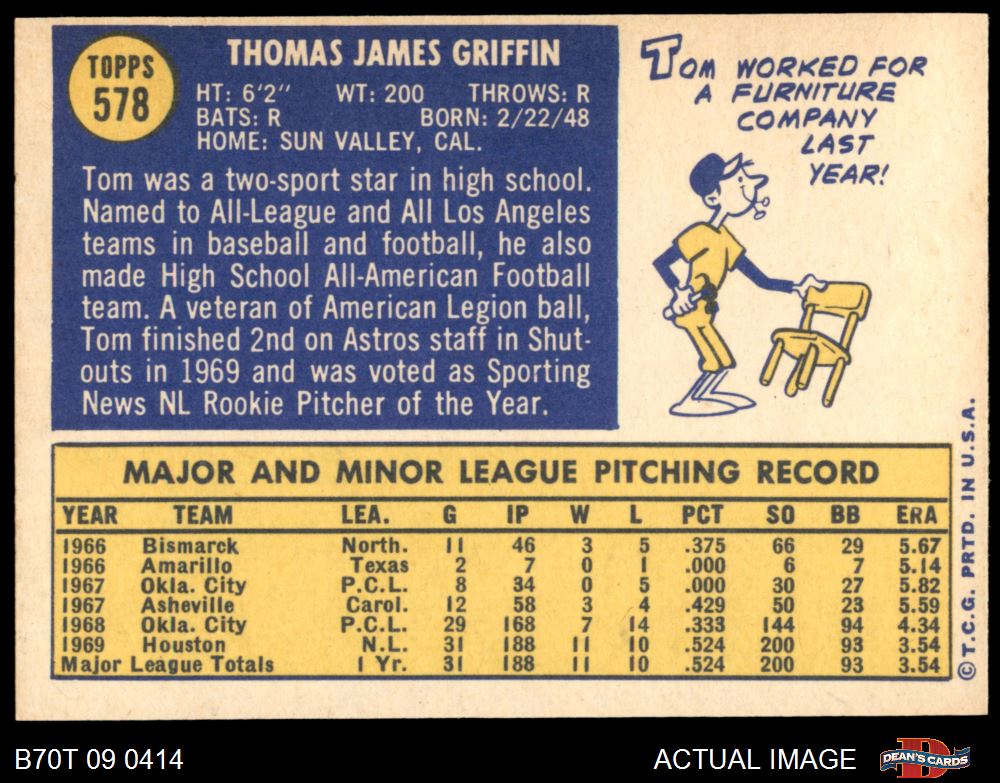 TOPPS
578
THOMAS JAMES GRIFFIN
HT: 6'2" WT: 200 THROWS: R
BATS: R BORN: 2/22/48
HOME: SUN VALLEY, CAL.
Tom was a two-sport star in high school.
Named to All-League and All Los Angeles
teams in baseball and football, he also
made High School All-American Football
team. A veteran of American Legion ball,
Tom finished 2nd on Astros staff in Shut-
outs in 1969 and was voted as Sporting
News NL Rookie Pitcher of the Year.
TOM WORKED FOR
A FURNITURE
COMPANY
LAST
YEAR!
MAJOR AND MINOR LEAGUE PITCHING RECORD
YEAR TEAM LEA. G IP W L PCT SO BB ERA
1966 Bismarck North. 11 46 3 5 .375 66 29 5.67
1966 Amarillo Texas 2 7 0 1 .000 6 7 5.14
1967 Okla. City P.C.L. 8 34 0 5 .000 30 27 5.82
1967 Asheville Carol. 12 58 3 4 .429 50 23 5.59
1968 Okla. City P.C.L. 29 168 7 14 .333 144 94 4.34
1969 Houston N.L. 31 188 11 10 .524 200 93 3.54
Major League Totals 1 Yr. 31 188 11 10 .524 200 93 3.54
© T.C.G. PRTD. IN U.S.A.
B70T 09 0414
ACTUAL IMAGE
DEAN'S CARDS